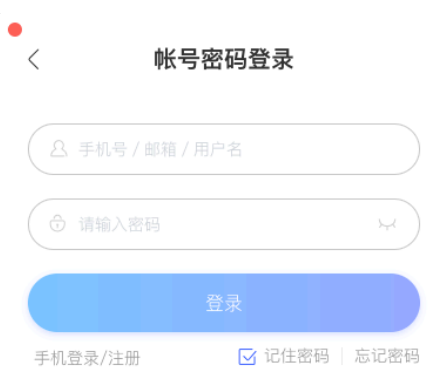 帐号密码登录
手机号 / 邮箱 / 用户名
请输入密码
登录
手机登录/注册 记住密码 忘记密码